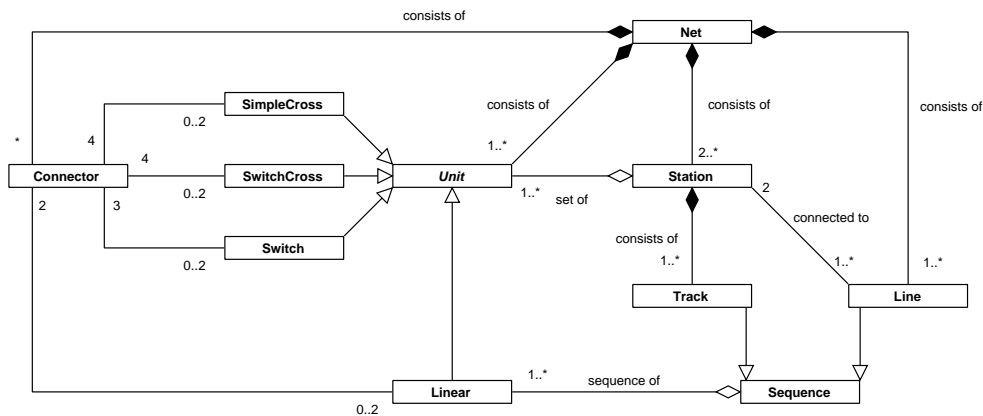 consists of
Net
SimpleCross
consists of
consists of
consists of
0..2
*
4
4
1..*
2..*
Connector
SwitchCross
Unit
Station
2
3
0..2
1..*
set of
2
connected to
Switch
consists of
0..2
1..*
1..*
1..*
Track
Line
1..*
sequence of
Linear
Sequence
0..2